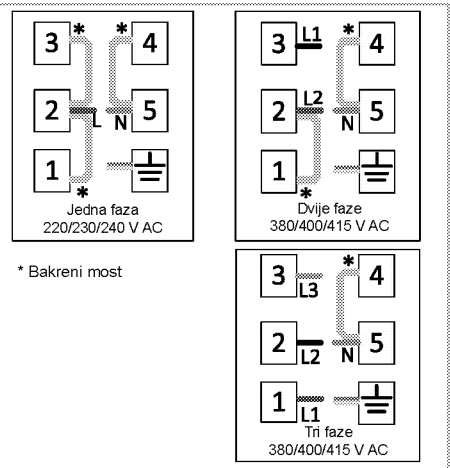 3 * * 4
2 L N 5
1 *
Jedna faza
220/230/240 V AC
3 L1 * 4
2 L2 N 5
1 *
Dvije faze
380/400/415 V AC
* Bakreni most
3 L3 * 4
2 L2 N 5
1 L1
Tri faze
380/400/415 V AC